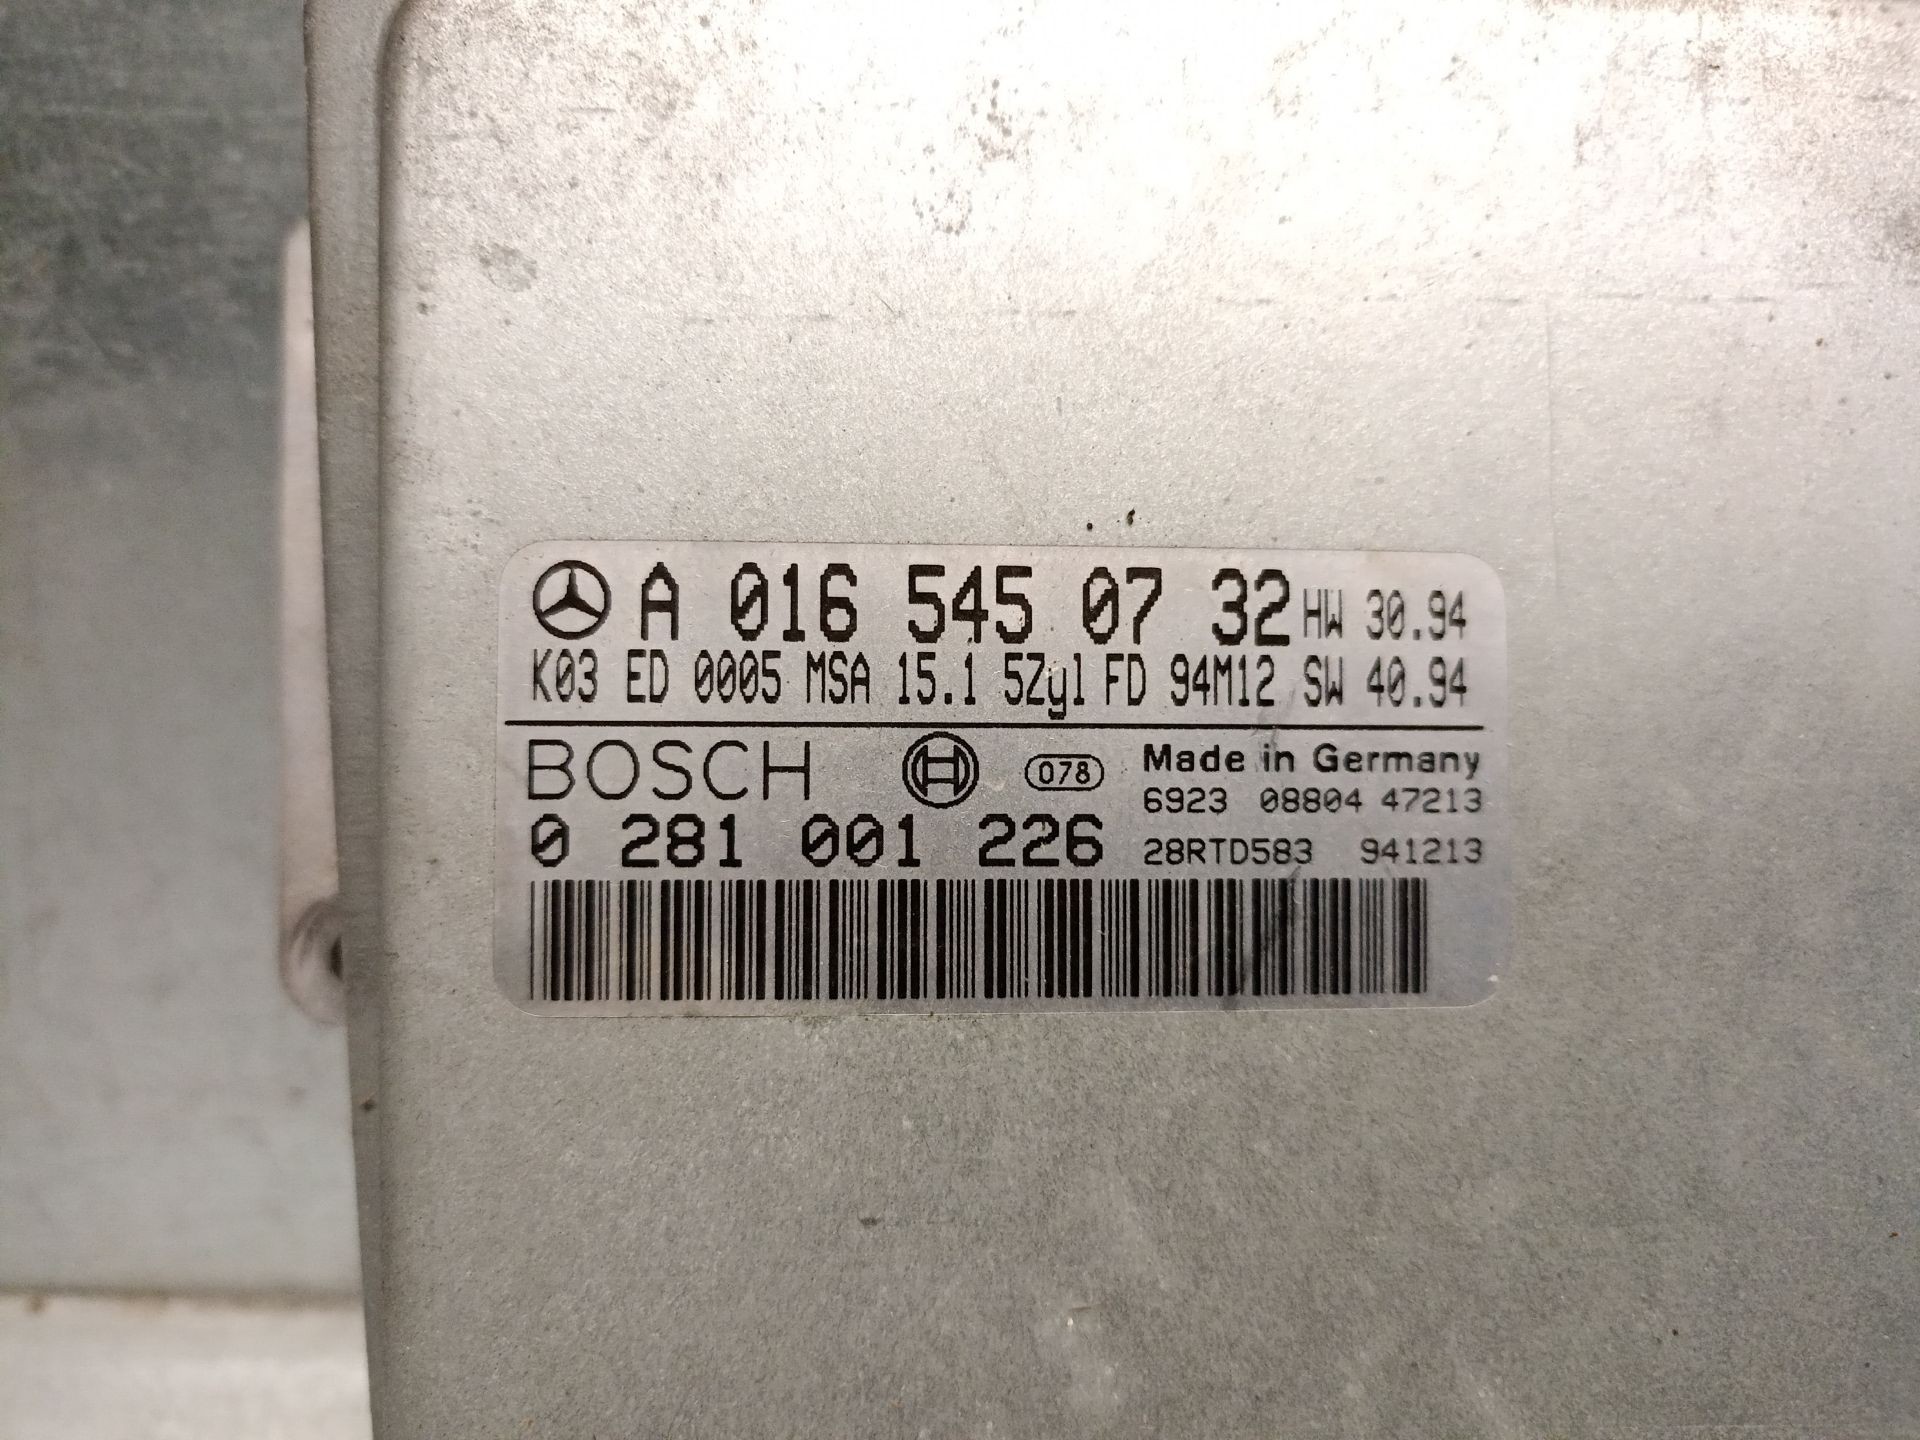 A 016 545 07 32 HW 30.94
K03 ED 0005 MSA 15.1 5Zyl FD 94M12 SW 40.94
BOSCH 078 Made in Germany
6923 08804 47213
0 281 001 226 28RTD583 941213